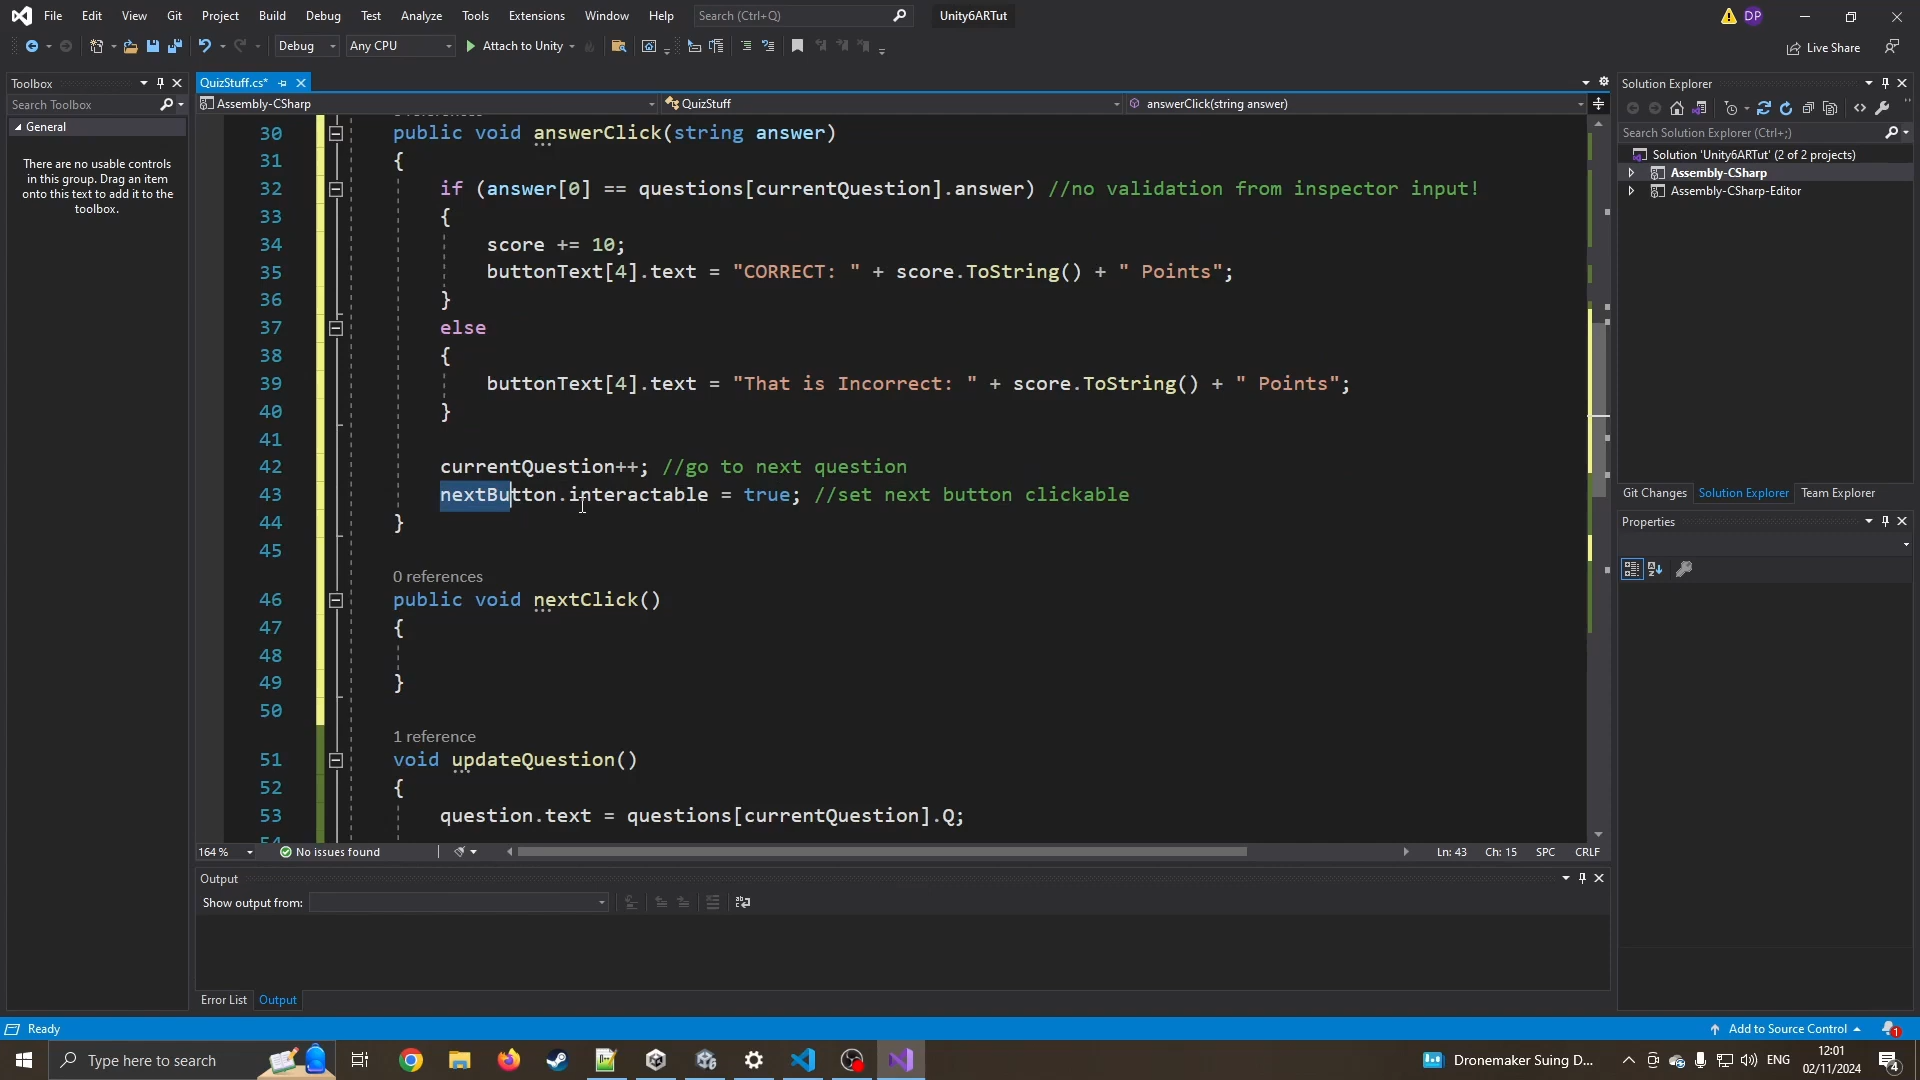 File Edit View Git Project Build Debug Test Analyze Tools Extensions Window Help Search (Ctrl+Q) Unity6ARTut DP
Debug Any CPU Attach to Unity Live Share
Toolbox
Search Toolbox
General
There are no usable controls
in this group. Drag an item
onto this text to add it to the
toolbox.
QuizStuff.cs*
Assembly-CSharp QuizStuff answerClick(string answer)
30 public void answerClick(string answer)
31 {
32 if (answer[0] == questions[currentQuestion].answer) //no validation from inspector input!
33 {
34 score += 10;
35 buttonText[4].text = "CORRECT: " + score.ToString() + " Points";
36 }
37 else
38 {
39 buttonText[4].text = "That is Incorrect: " + score.ToString() + " Points";
40 }
41
42 currentQuestion++; //go to next question
43 nextButton.interactable = true; //set next button clickable
44 }
45
0 references
46 public void nextClick()
47 {
48
49 }
50
1 reference
51 void updateQuestion()
52 {
53 question.text = questions[currentQuestion].Q;
164 % No issues found Ln: 43 Ch: 15 SPC CRLF
Output
Show output from:
Error List Output
Solution Explorer
Search Solution Explorer (Ctrl+;)
Solution 'Unity6ARTut' (2 of 2 projects)
Assembly-CSharp
Assembly-CSharp-Editor
Git Changes Solution Explorer Team Explorer
Properties
Ready Add to Source Control 1
Type here to search Dronemaker Suing D... ENG 12:01
02/11/2024 4